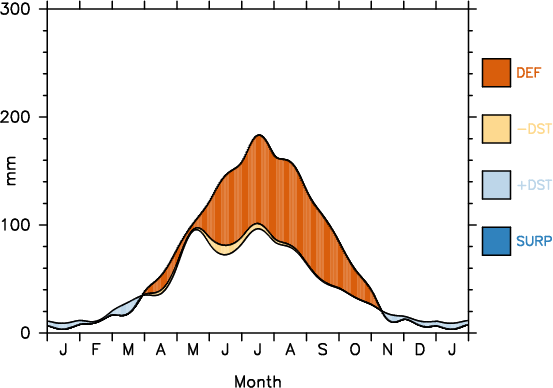 300
200
100
0
mm
J F M A M J J A S O N D J
Month
DEF
-DST
+DST
SURP